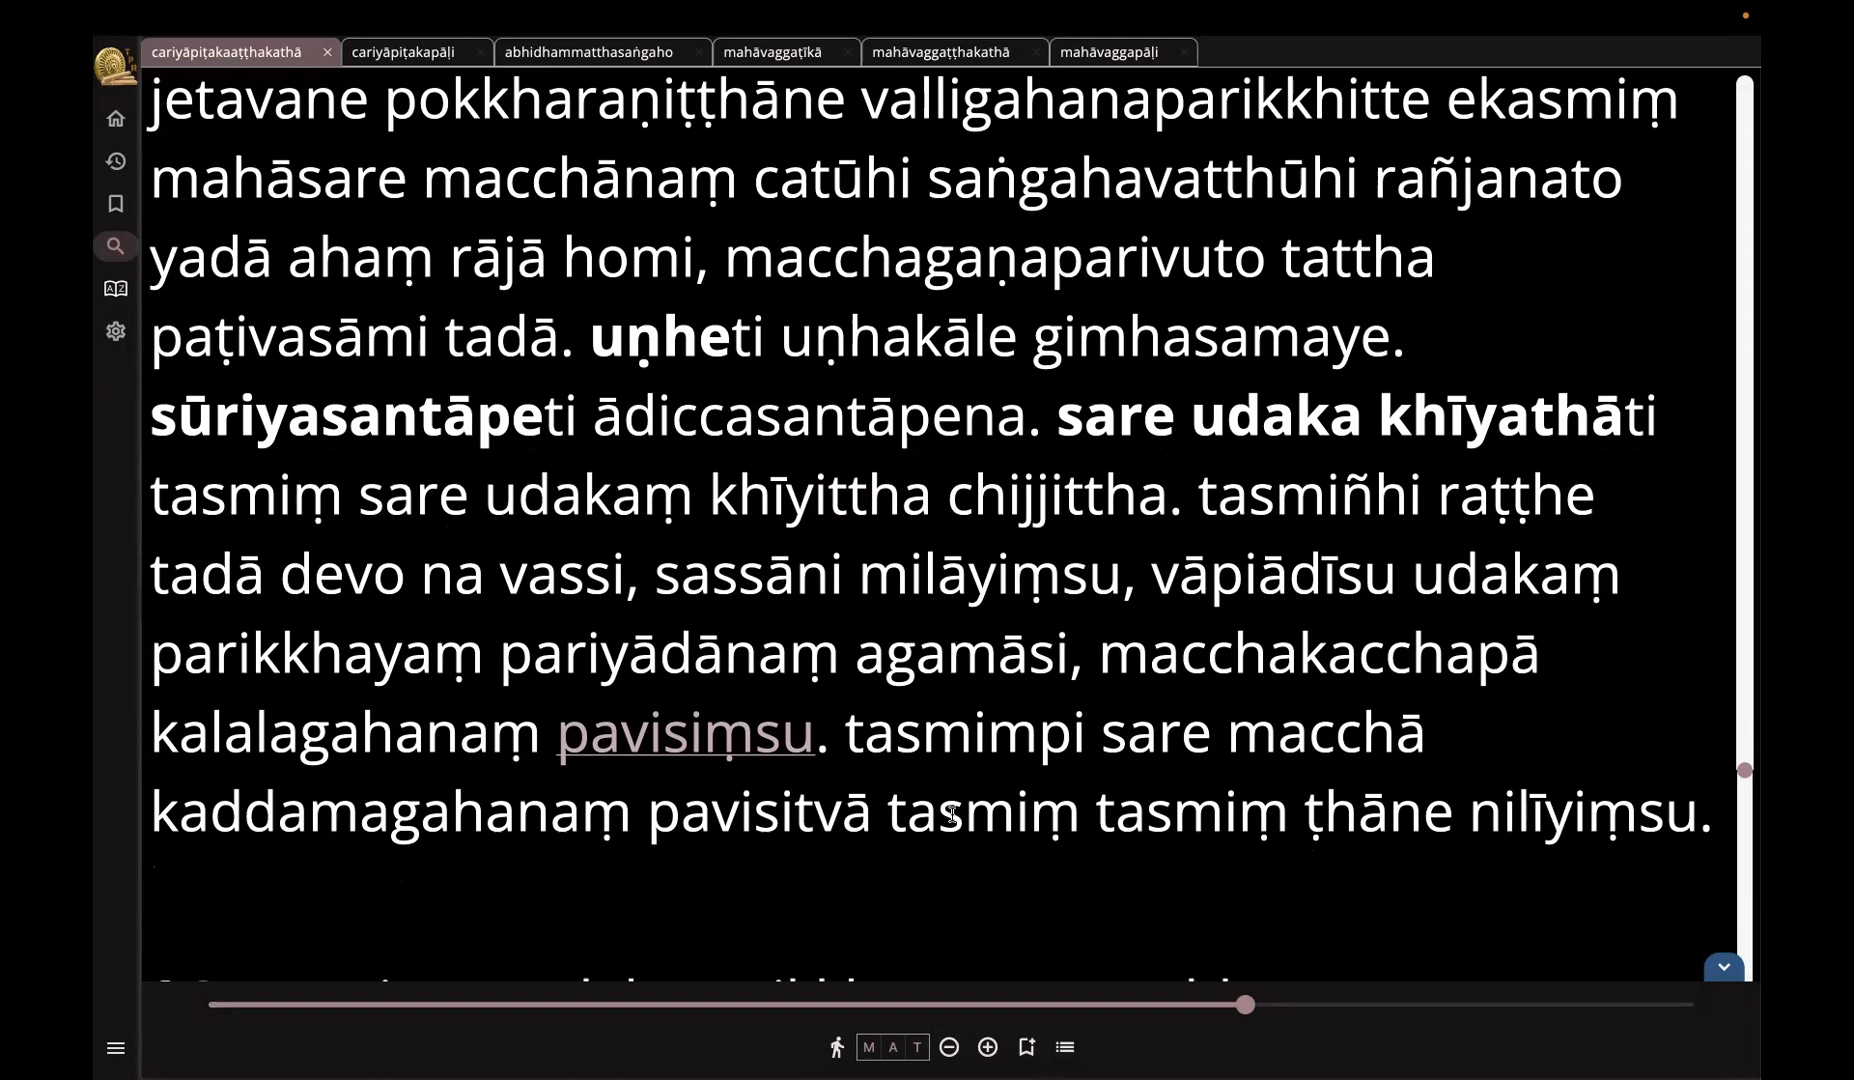 cariyāpiṭakaaṭṭhakathā × cariyāpiṭakapāḷi abhidhammatthasaṅgaho mahāvaggaṭīkā mahāvaggaṭṭhakathā mahāvaggapāḷi
jetavane pokkharaṇiṭṭhāne valligahanaparikkhitte ekasmiṃ
mahāsare macchānaṃ catūhi saṅgahavatthūhi rañjanato
yadā ahaṃ rājā homi, macchagaṇaparivuto tattha
paṭivasāmi tadā. uṇheti uṇhakāle gimhasamaye.
sūriyasantāpeti ādiccasantāpena. sare udaka khīyathāti
tasmiṃ sare udakaṃ khīyittha chijjittha. tasmiñhi raṭṭhe
tadā devo na vassi, sassāni milāyiṃsu, vāpiādīsu udakaṃ
parikkhayaṃ pariyādānaṃ agamāsi, macchakacchapā
kalalagahanaṃ pavisiṃsu. tasmimpi sare macchā
kaddamagahanaṃ pavisitvā tasmiṃ tasmiṃ ṭhāne nilīyiṃsu.
M A T